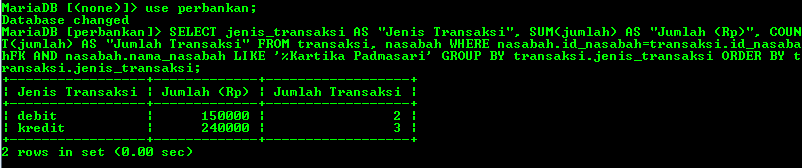 MariaDB [(none)]> use perbankan;
Database changed
MariaDB [perbankan]> SELECT jenis_transaksi AS "Jenis Transaksi", SUM(jumlah) AS "Jumlah (Rp)", COUN
T(jumlah) AS "Jumlah Transaksi" FROM transaksi, nasabah WHERE nasabah.id_nasabah=transaksi.id_nasaba
hFK AND nasabah.nama_nasabah LIKE '%Kartika Padmasari' GROUP BY transaksi.jenis_transaksi ORDER BY t
ransaksi.jenis_transaksi;
+-----------------+-------------+------------------+
| Jenis Transaksi | Jumlah (Rp) | Jumlah Transaksi |
+-----------------+-------------+------------------+
| debit           |      150000 |                2 |
| kredit          |      240000 |                3 |
+-----------------+-------------+------------------+
2 rows in set (0.00 sec)